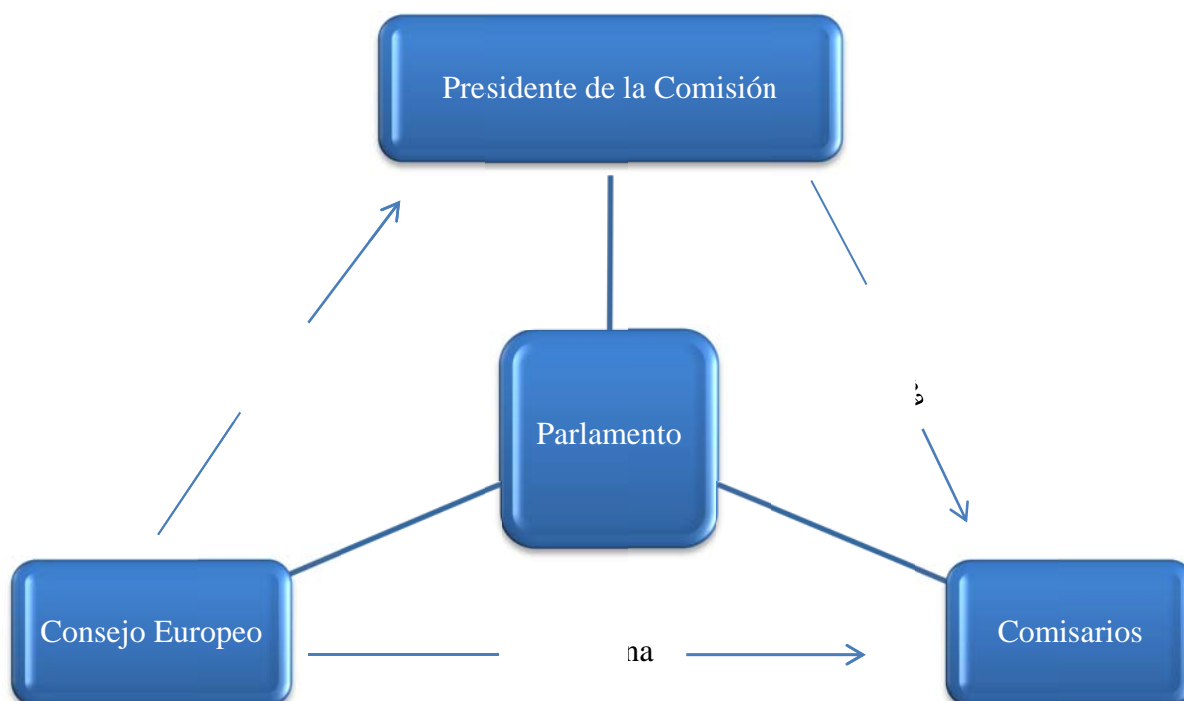 Presidente de la Comisión
Parlamento
Consejo Europeo
Comisarios